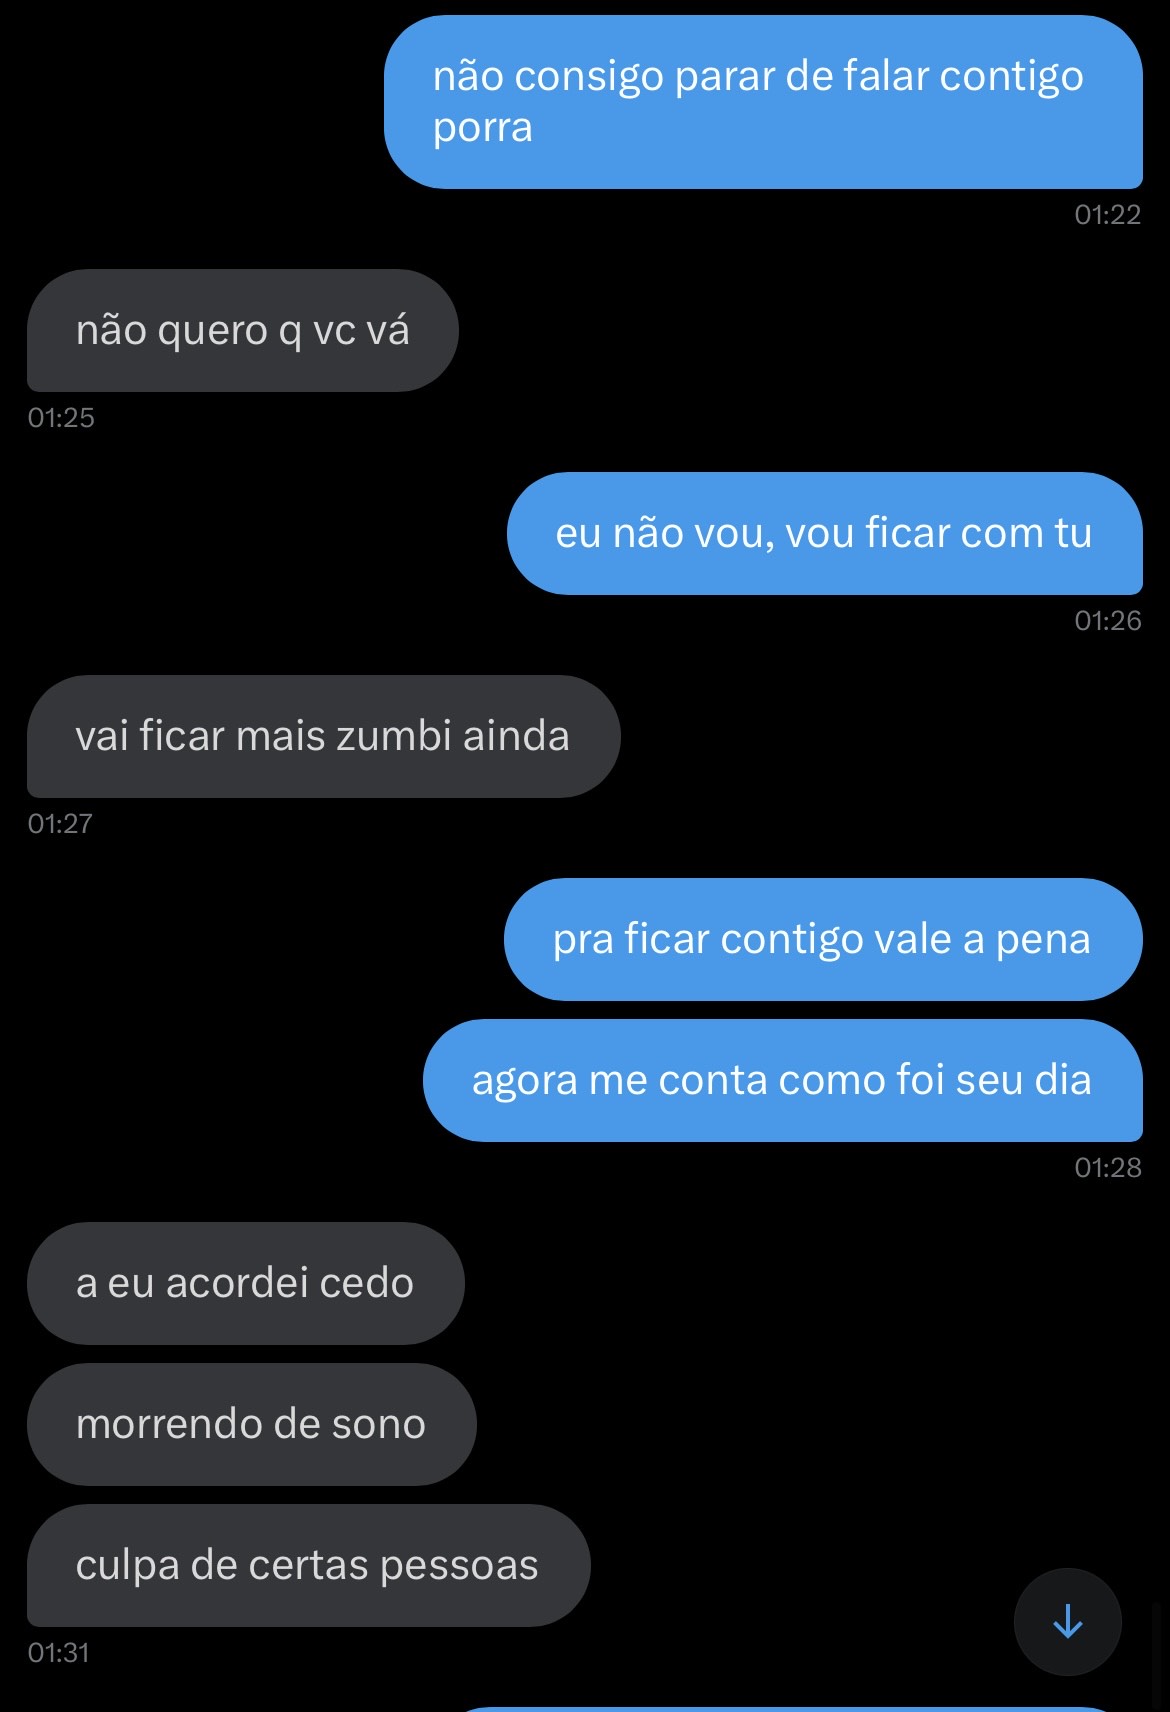 não consigo parar de falar contigo
porra
01:22
não quero q vc vá
01:25
eu não vou, vou ficar com tu
01:26
vai ficar mais zumbi ainda
01:27
pra ficar contigo vale a pena
agora me conta como foi seu dia
01:28
a eu acordei cedo
morrendo de sono
culpa de certas pessoas
01:31